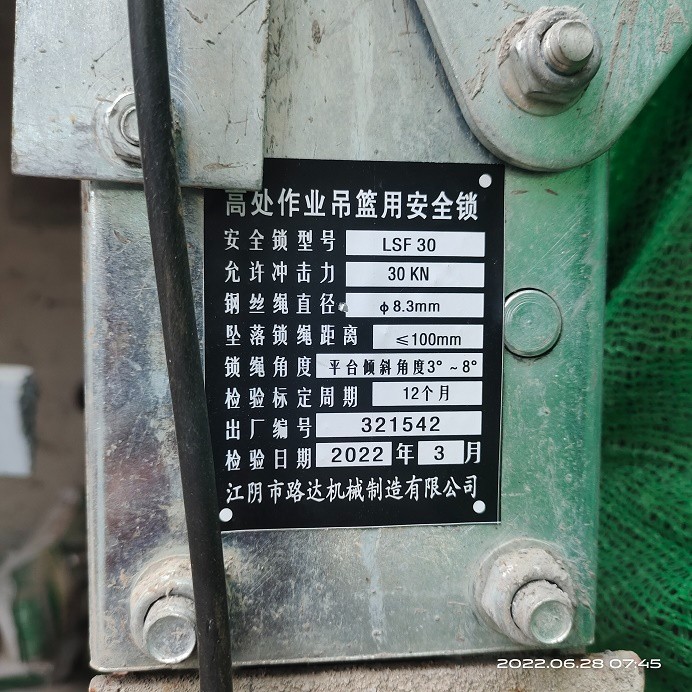 高处作业吊篮用安全锁
安全锁型号 LSF 30
允许冲击力 30 KN
钢丝绳直径 ϕ 8.3mm
坠落锁绳距离 ≤100mm
锁绳角度 平台倾斜角度3° ~ 8°
检验标定周期 12个月
出厂编号 321542
检验日期 2022 年 3 月
江阴市路达机械制造有限公司
2022.06.28 07:45